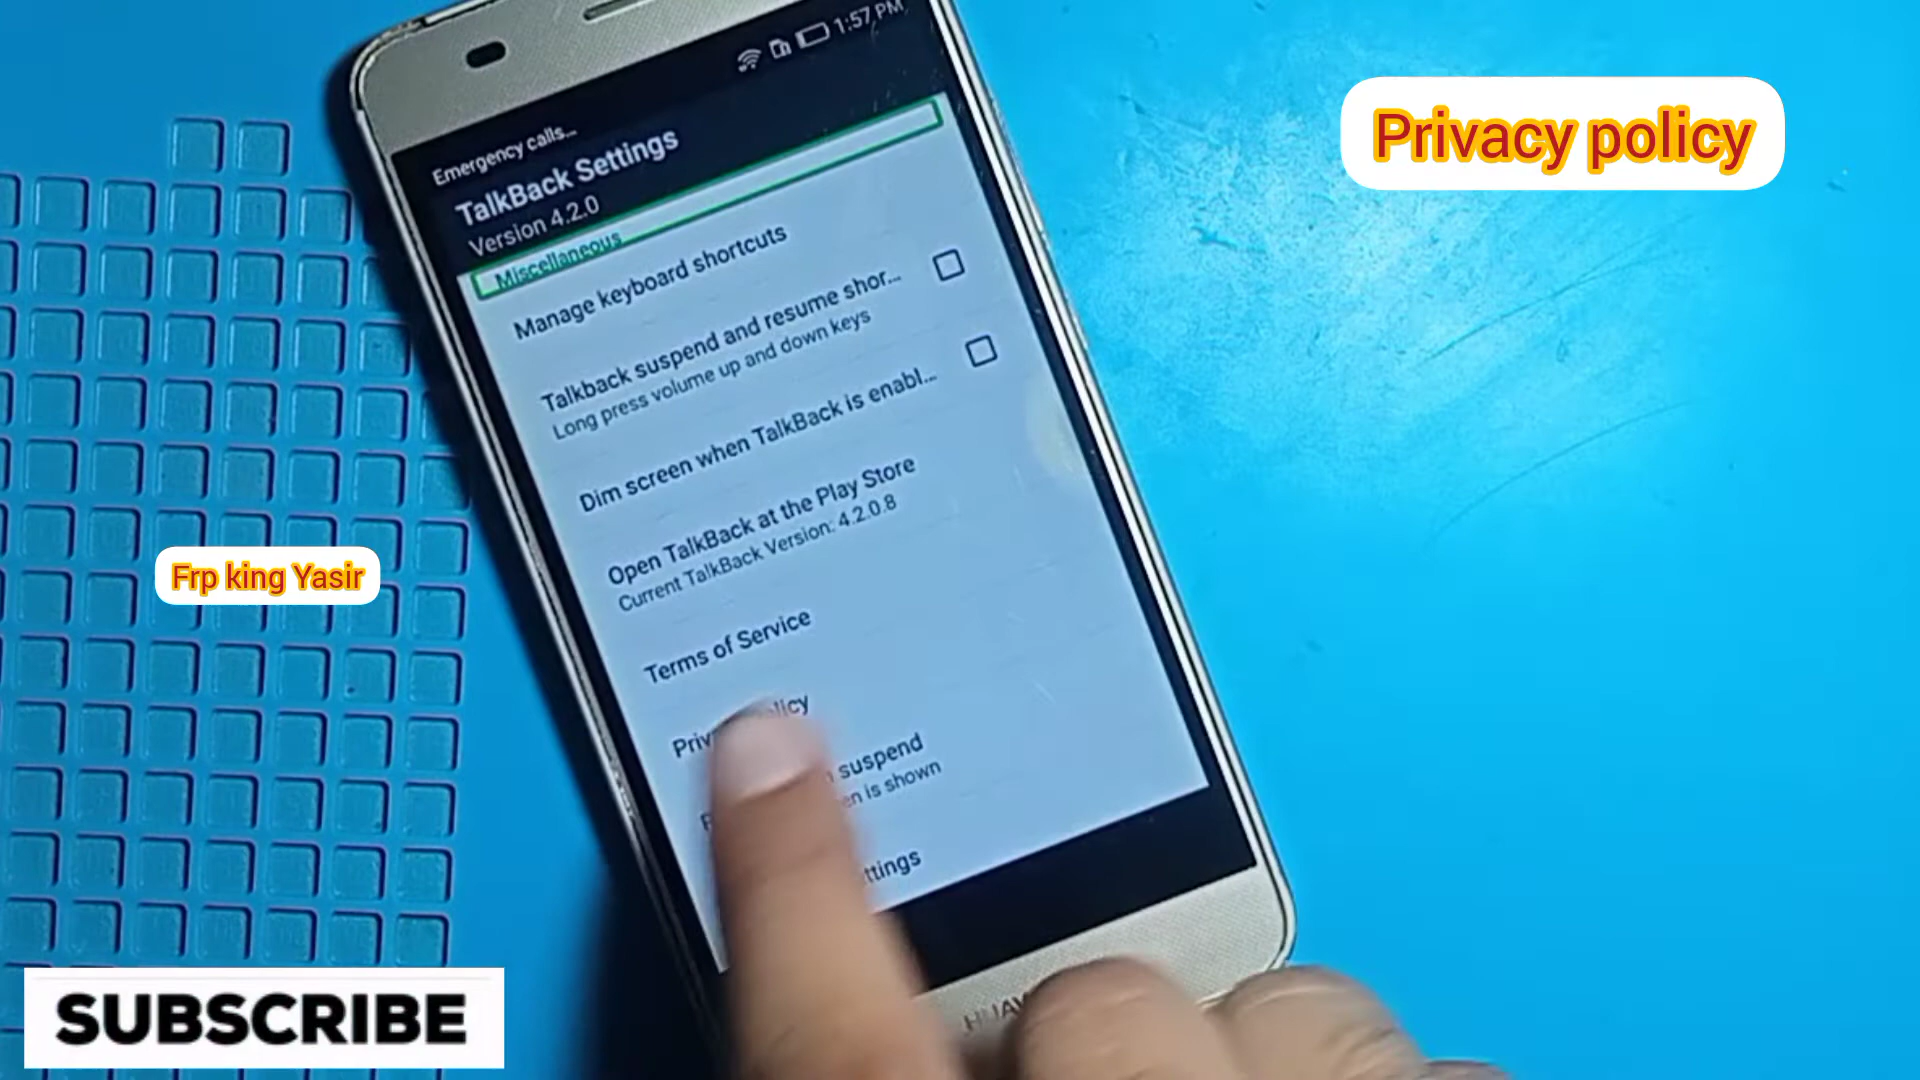 1:57 PM
Emergency calls...
TalkBack Settings
Version 4.2.0
Miscellaneous
Manage keyboard shortcuts
Talkback suspend and resume shor...
Long press volume up and down keys
Dim screen when TalkBack is enabl...
Open TalkBack at the Play Store
Current TalkBack Version: 4.2.0.8
Terms of Service
suspend
is shown
Privacy policy
Frp king Yasir
SUBSCRIBE